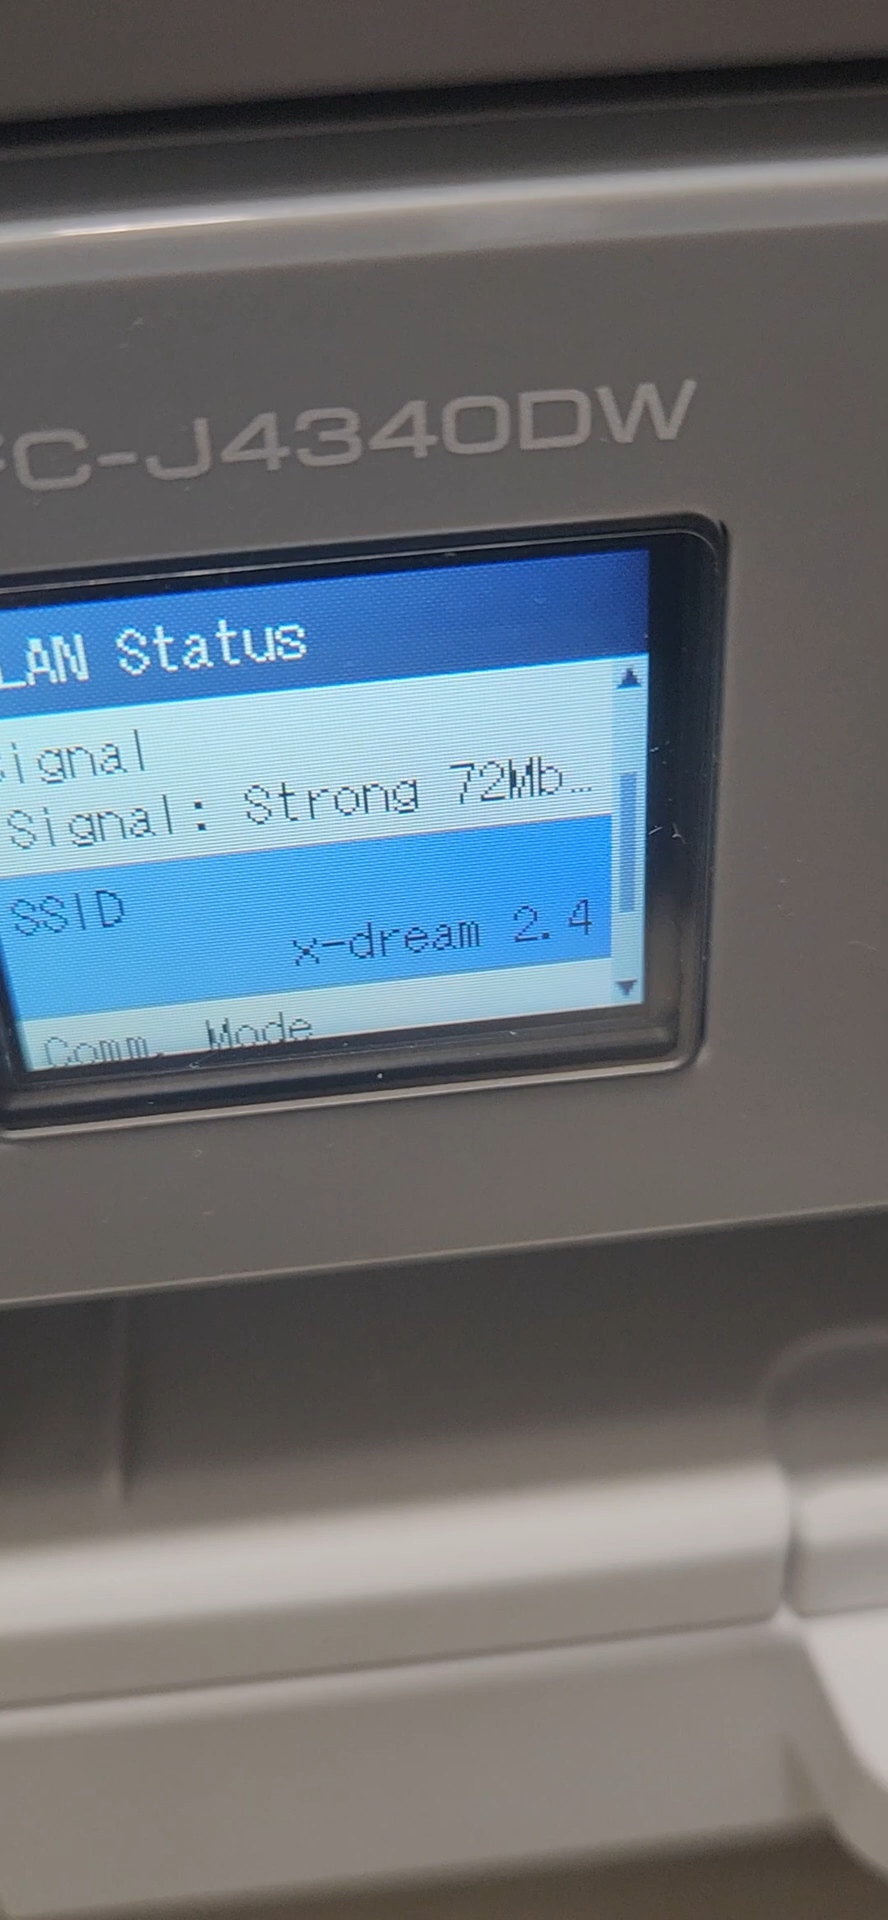 FC-J4340DW
LAN Status
Signal
Signal: Strong 72Mb…
SSID
x-dream 2.4
Comm. Mode